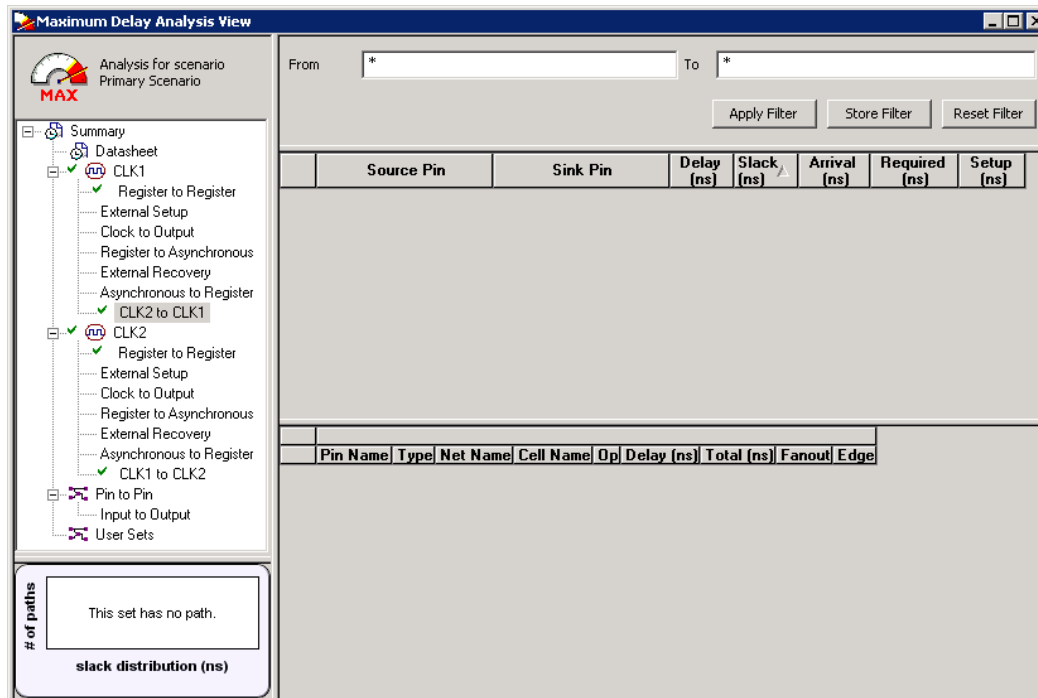 Maximum Delay Analysis View
Analysis for scenario
Primary Scenario
MAX
From
*
To
*
Apply Filter
Store Filter
Reset Filter
Summary
Datasheet
CLK1
Register to Register
External Setup
Clock to Output
Register to Asynchronous
External Recovery
Asynchronous to Register
CLK2 to CLK1
CLK2
Register to Register
External Setup
Clock to Output
Register to Asynchronous
External Recovery
Asynchronous to Register
CLK1 to CLK2
Pin to Pin
Input to Output
User Sets
Source Pin
Sink Pin
Delay
(ns)
Slack
(ns)
Arrival
(ns)
Required
(ns)
Setup
(ns)
Pin Name Type Net Name Cell Name Op Delay (ns) Total (ns) Fanout Edge
# of paths
This set has no path.
slack distribution (ns)